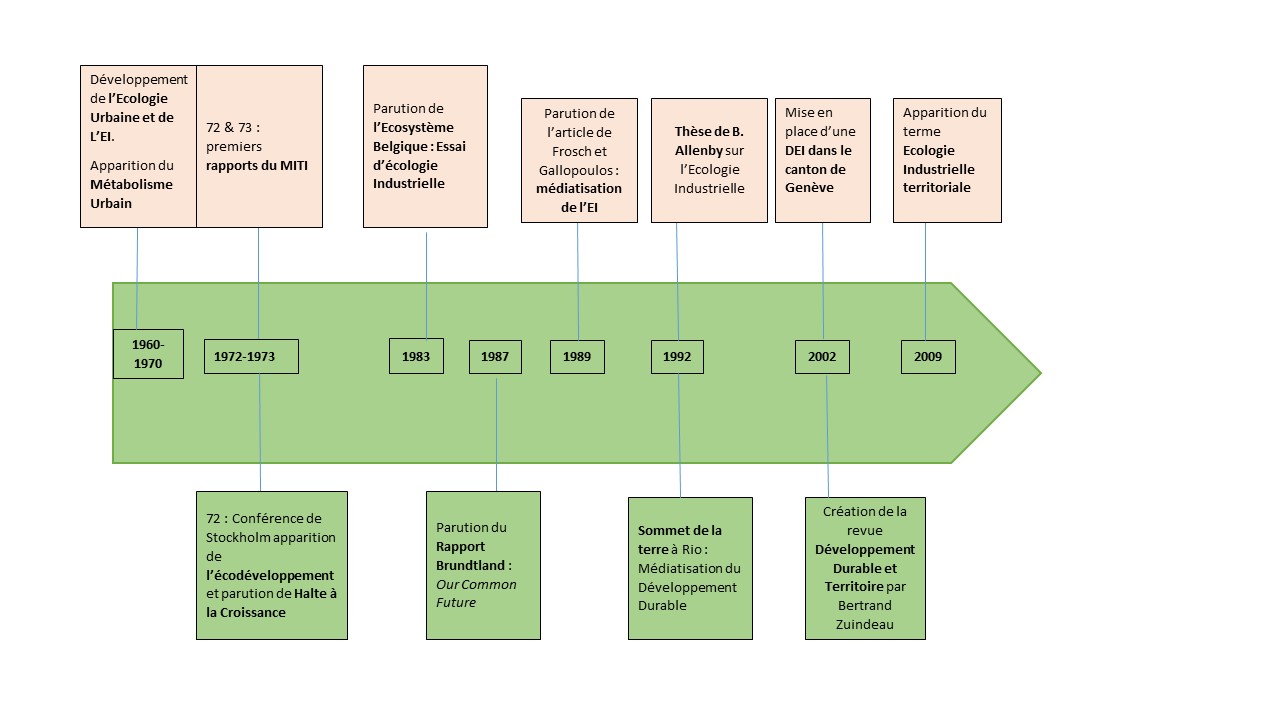 Développement
de l'Ecologie
Urbaine et de
L'EI.
Apparition du
Métabolisme
Urbain
72 & 73 :
premiers
rapports du MITI
Parution de
l'Ecosystème
Belgique : Essai
d'écologie
Industrielle
Parution de
l'article de
Frosch et
Gallopoulos :
médiatisation
de l'EI
Thèse de B.
Allenby sur
l'Ecologie
Industrielle
Mise en
place d'une
DEI dans le
canton de
Genève
Apparition du
terme
Ecologie
Industrielle
territoriale
1960-
1970
1972-1973
1983
1987
1989
1992
2002
2009
72 : Conférence de
Stockholm apparition
de
l'écodéveloppement
et parution de Halte à
la Croissance
Parution du
Rapport
Brundtland :
Our Common
Future
Sommet de la
terre à Rio :
Médiatisation du
Développement
Durable
Création de la
revue
Développement
Durable et
Territoire par
Bertrand
Zuindeau